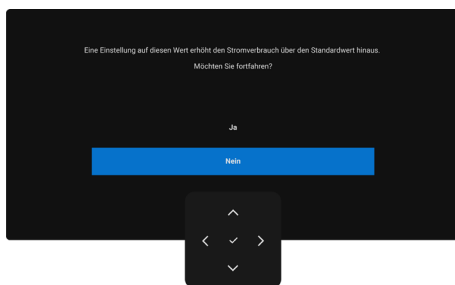 Eine Einstellung auf diesen Wert erhöht den Stromverbrauch über den Standardwert hinaus.
Möchten Sie fortfahren?
Ja
Nein